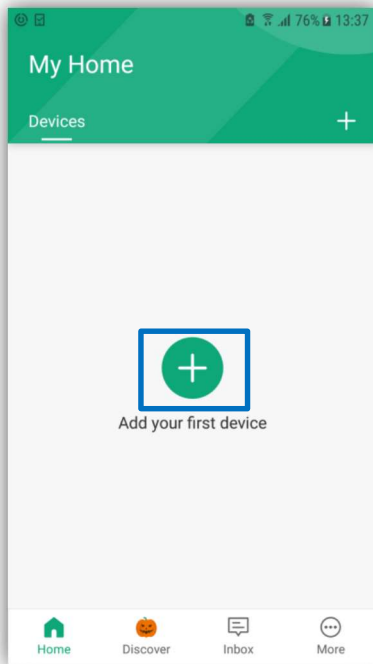 76% 13:37
My Home
Devices
Add your first device
Home
Discover
Inbox
More